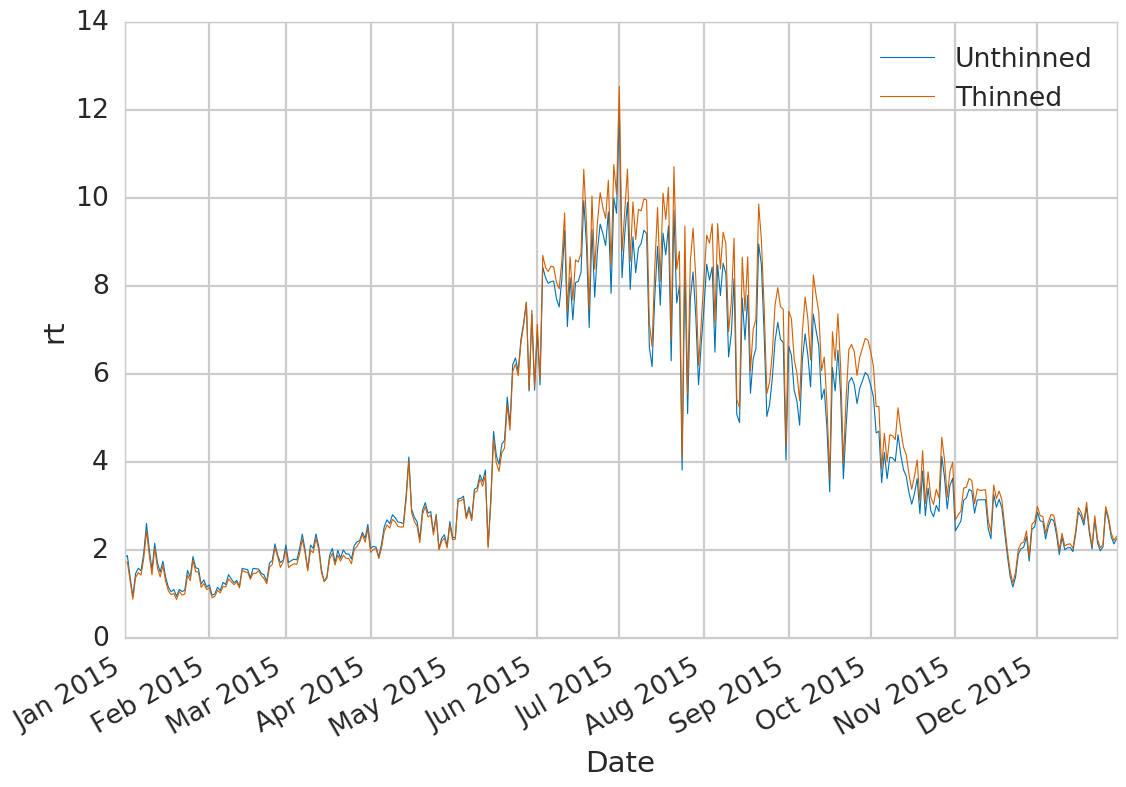 14
12
10
8
6
4
2
0
rt
Unthinned
Thinned
Jan 2015
Feb 2015
Mar 2015
Apr 2015
May 2015
Jun 2015
Jul 2015
Aug 2015
Sep 2015
Oct 2015
Nov 2015
Dec 2015
Date